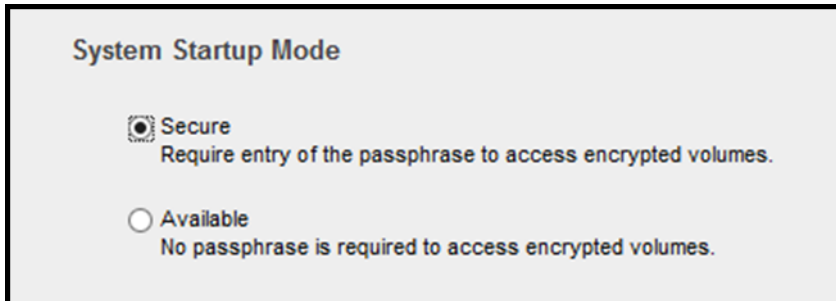 System Startup Mode
Secure
Require entry of the passphrase to access encrypted volumes.
Available
No passphrase is required to access encrypted volumes.